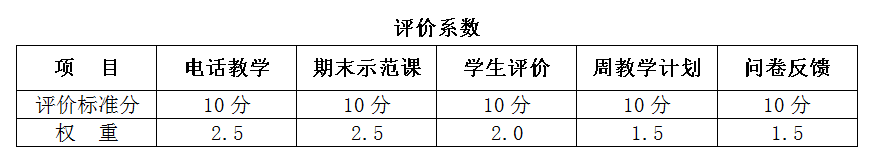 评价系数
项 目 电话教学 期末示范课 学生评价 周教学计划 问卷反馈
评价标准分 10分 10分 10分 10分 10分
权 重 2.5 2.5 2.0 1.5 1.5